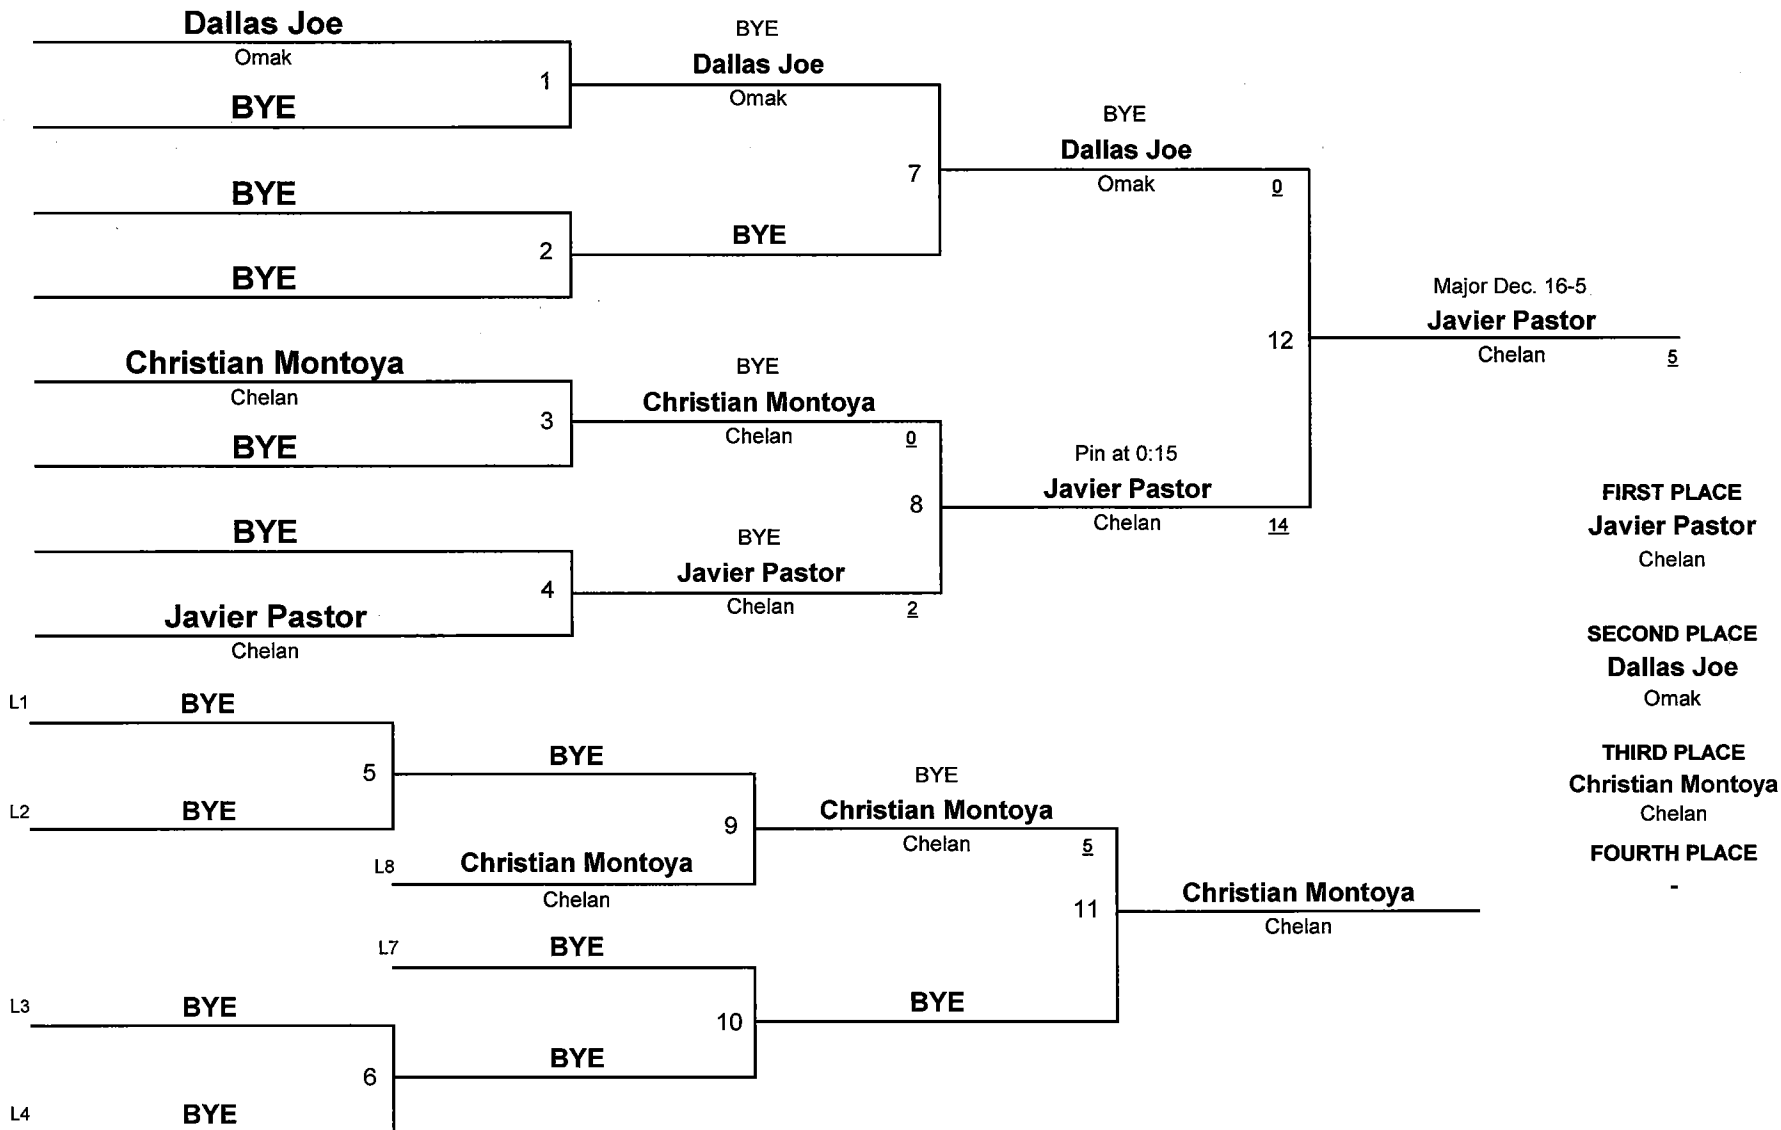 Dallas Joe
Omak
1
BYE
BYE
2
BYE
Christian Montoya
Chelan
3
BYE
BYE
4
Javier Pastor
Chelan
BYE
Dallas Joe
Omak
7
BYE
BYE
Christian Montoya
Chelan 0
8
BYE
Javier Pastor
Chelan 2
BYE
Dallas Joe
Omak 0
12
Pin at 0:15
Javier Pastor
Chelan 14
Major Dec. 16-5
Javier Pastor
Chelan 5
FIRST PLACE
Javier Pastor
Chelan
SECOND PLACE
Dallas Joe
Omak
THIRD PLACE
Christian Montoya
Chelan
FOURTH PLACE
-
L1 BYE
5
L2 BYE
BYE
9
L8 Christian Montoya
Chelan
BYE
Christian Montoya
Chelan 5
11
Christian Montoya
Chelan
L7 BYE
10
BYE
BYE
L3 BYE
6
L4 BYE